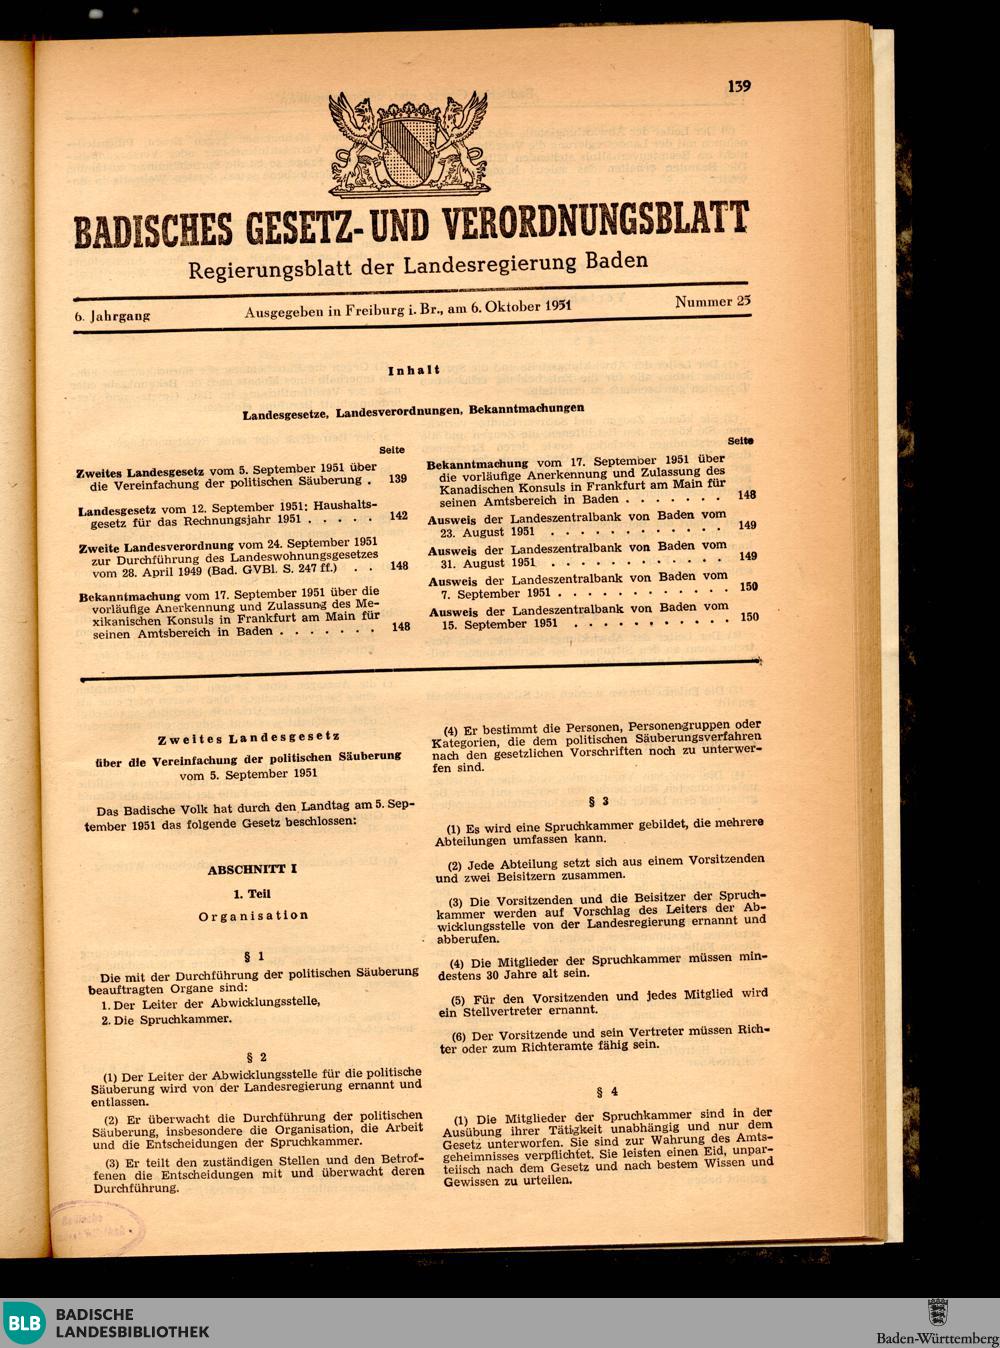 139
BADISCHES GESETZ- UND VERORDNUNGSBLATT
Regierungsblatt der Landesregierung Baden
6. Jahrgang
Ausgegeben in Freiburg i. Br., am 6. Oktober 1951
Nummer 25
Inhalt
Landesgesetze, Landesverordnungen, Bekanntmachungen
Seite
Zweites Landesgesetz vom 5. September 1951 über
die Vereinfachung der politischen Säuberung . 139
Landesgesetz vom 12. September 1951: Haushalts-
gesetz für das Rechnungsjahr 1951 . . . . . 142
Zweite Landesverordnung vom 24. September 1951
zur Durchführung des Landeswohnungsgesetzes
vom 28. April 1949 (Bad. GVBl. S. 247 ff.) . . 148
Bekanntmachung vom 17. September 1951 über die
vorläufige Anerkennung und Zulassung des Me-
xikanischen Konsuls in Frankfurt am Main für
seinen Amtsbereich in Baden . . . . . . . 148
Seite
Bekanntmachung vom 17. September 1951 über
die vorläufige Anerkennung und Zulassung des
Kanadischen Konsuls in Frankfurt am Main für
seinen Amtsbereich in Baden . . . . . . . 148
Ausweis der Landeszentralbank von Baden vom
23. August 1951 . . . . . . . . . . . . 149
Ausweis der Landeszentralbank von Baden vom
31. August 1951 . . . . . . . . . . . . 149
Ausweis der Landeszentralbank von Baden vom
7. September 1951 . . . . . . . . . . . . 150
Ausweis der Landeszentralbank von Baden vom
15. September 1951 . . . . . . . . . . . 150
Zweites Landesgesetz
über die Vereinfachung der politischen Säuberung
vom 5. September 1951
Das Badische Volk hat durch den Landtag am 5. Sep-
tember 1951 das folgende Gesetz beschlossen:
ABSCHNITT I
1. Teil
Organisation
§ 1
Die mit der Durchführung der politischen Säuberung
beauftragten Organe sind:
1. Der Leiter der Abwicklungsstelle,
2. Die Spruchkammer.
§ 2
(1) Der Leiter der Abwicklungsstelle für die politische
Säuberung wird von der Landesregierung ernannt und
entlassen.
(2) Er überwacht die Durchführung der politischen
Säuberung, insbesondere die Organisation, die Arbeit
und die Entscheidungen der Spruchkammer.
(3) Er teilt den zuständigen Stellen und den Betrof-
fenen die Entscheidungen mit und überwacht deren
Durchführung.
(4) Er bestimmt die Personen, Personengruppen oder
Kategorien, die dem politischen Säuberungsverfahren
nach den gesetzlichen Vorschriften noch zu unterwer-
fen sind.
§ 3
(1) Es wird eine Spruchkammer gebildet, die mehrere
Abteilungen umfassen kann.
(2) Jede Abteilung setzt sich aus einem Vorsitzenden
und zwei Beisitzern zusammen.
(3) Die Vorsitzenden und die Beisitzer der Spruch-
kammer werden auf Vorschlag des Leiters der Ab-
wicklungsstelle von der Landesregierung ernannt und
abberufen.
(4) Die Mitglieder der Spruchkammer müssen min-
destens 30 Jahre alt sein.
(5) Für den Vorsitzenden und jedes Mitglied wird
ein Stellvertreter ernannt.
(6) Der Vorsitzende und sein Vertreter müssen Rich-
ter oder zum Richteramte fähig sein.
§ 4
(1) Die Mitglieder der Spruchkammer sind in der
Ausübung ihrer Tätigkeit unabhängig und nur dem
Gesetz unterworfen. Sie sind zur Wahrung des Amts-
geheimnisses verpflichtet. Sie leisten einen Eid, unpar-
teiisch nach dem Gesetz und nach bestem Wissen und
Gewissen zu urteilen.
Badische
BLB
BADISCHE
LANDESBIBLIOTHEK
Baden-Württemberg